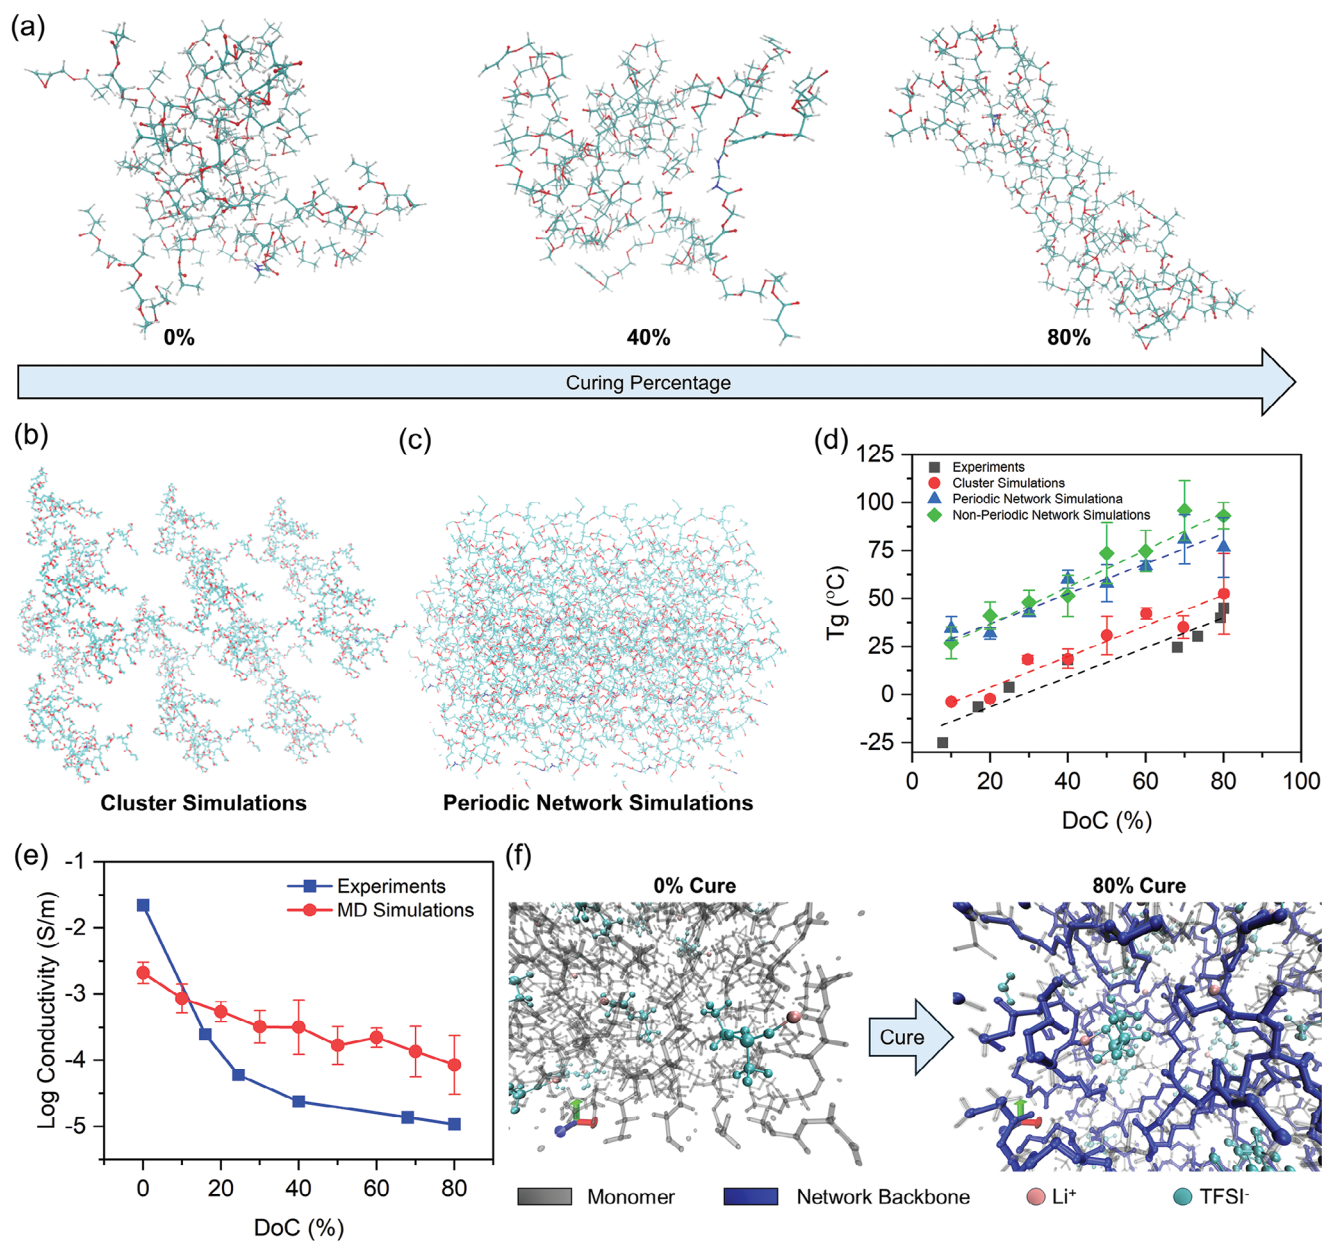 (a)
0%
40%
80%
Curing Percentage
(b)
(c)
Cluster Simulations
Periodic Network Simulations
(d)
125
100
75
50
25
0
-25
0
20
40
60
80
100
Tg (°C)
DoC (%)
Experiments
Cluster Simulations
Periodic Network Simulationa
Non-Periodic Network Simulations
(e)
-1
-2
-3
-4
-5
0
20
40
60
80
Log Conductivity (S/m)
DoC (%)
Experiments
MD Simulations
(f)
0% Cure
80% Cure
Cure
Monomer
Network Backbone
Li⁺
TFSI⁻